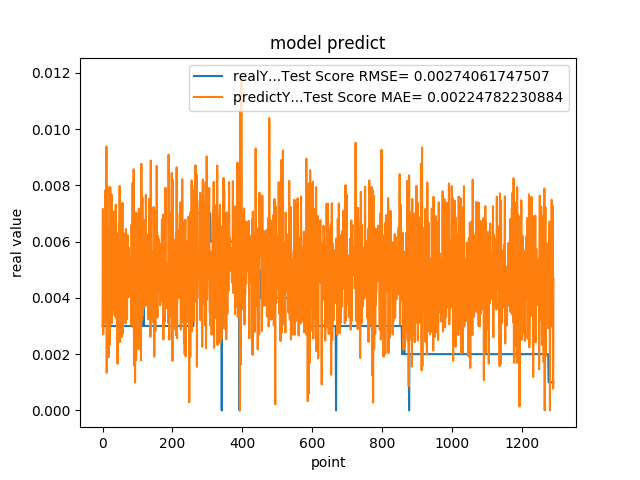 model predict
realY...Test Score RMSE= 0.00274061747507
predictY...Test Score MAE= 0.00224782230884
0.012
0.010
0.008
0.006
0.004
0.002
0.000
real value
0 200 400 600 800 1000 1200
point